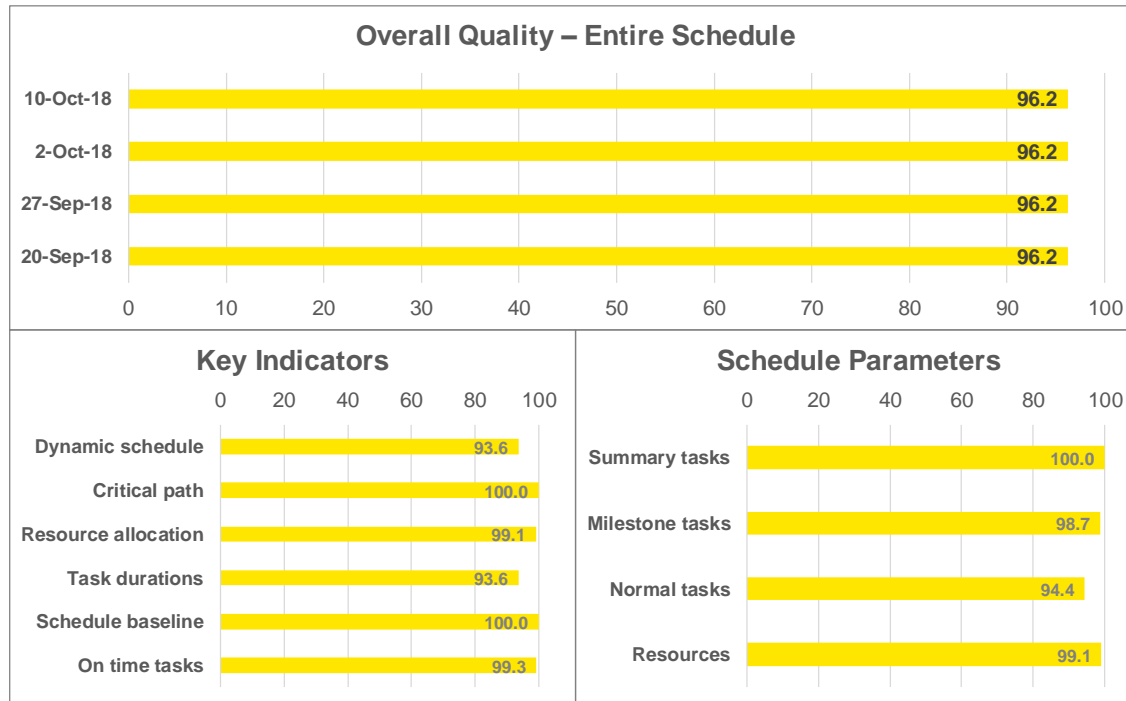 Overall Quality – Entire Schedule
10-Oct-18 96.2
2-Oct-18 96.2
27-Sep-18 96.2
20-Sep-18 96.2
0 10 20 30 40 50 60 70 80 90 100
Key Indicators
0 20 40 60 80 100
Dynamic schedule 93.6
Critical path 100.0
Resource allocation 99.1
Task durations 93.6
Schedule baseline 100.0
On time tasks 99.3
Schedule Parameters
0 20 40 60 80 100
Summary tasks 100.0
Milestone tasks 98.7
Normal tasks 94.4
Resources 99.1